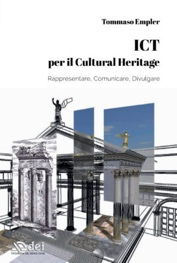 Tommaso Empler
ICT
per il Cultural Heritage
Rappresentare, Comunicare, Divulgare
dei